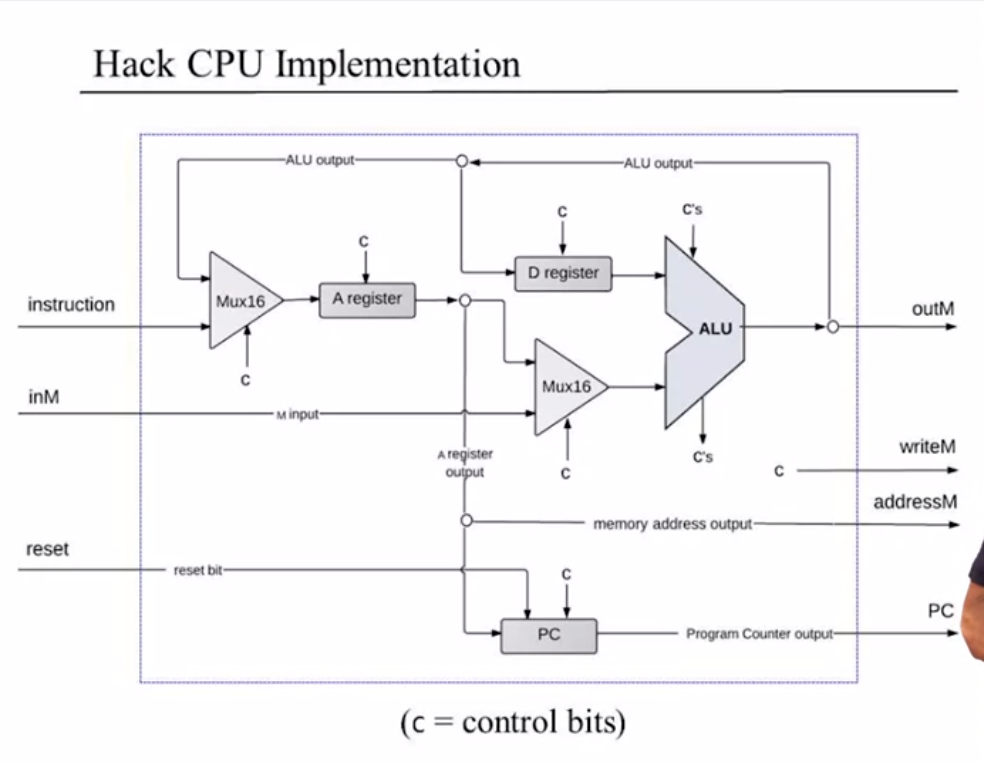 Hack CPU Implementation
ALU output
ALU output
C
C's
C
D register
instruction
Mux16
A register
ALU
outM
C
Mux16
inM
M input
A register
output
C's
writeM
C
C
addressM
memory address output
reset
reset bit
C
PC
PC
Program Counter output
(c = control bits)